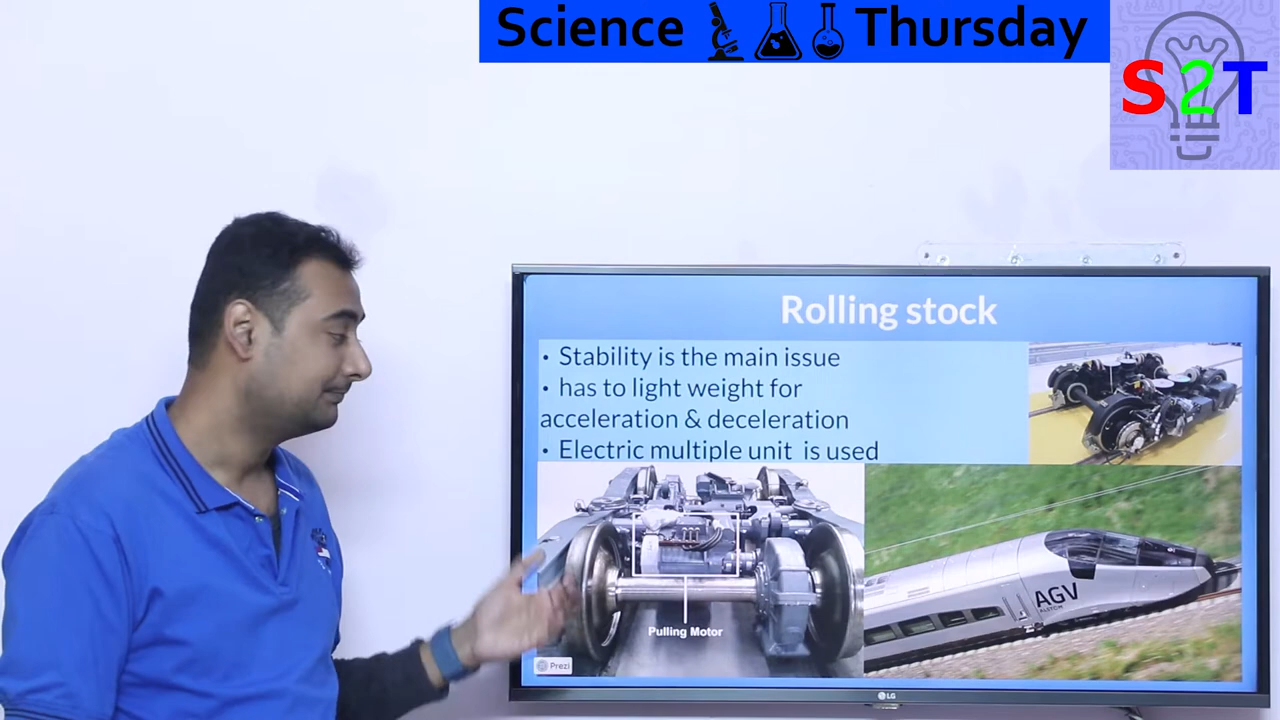 Science Thursday
S2T
Rolling stock
• Stability is the main issue
• has to light weight for
acceleration & deceleration
• Electric multiple unit is used
Pulling Motor
Prezi
AGV
ALSTOM
LG